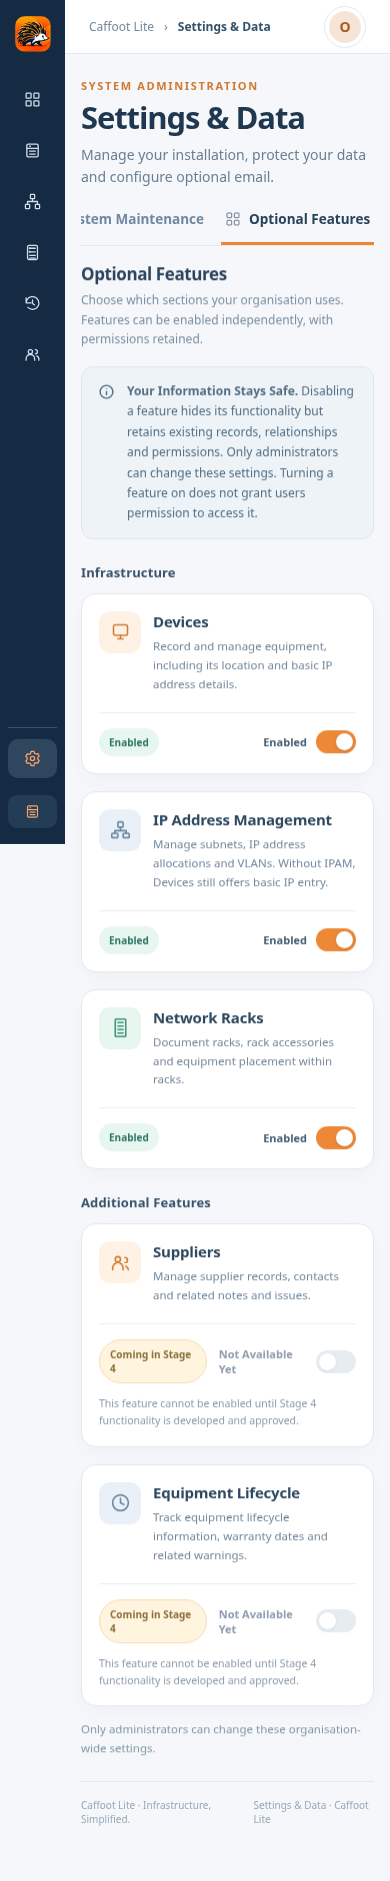 Caffoot Lite › Settings & Data
O
SYSTEM ADMINISTRATION
Settings & Data
Manage your installation, protect your data
and configure optional email.
stem Maintenance
Optional Features
Optional Features
Choose which sections your organisation uses.
Features can be enabled independently, with
permissions retained.
Your Information Stays Safe. Disabling
a feature hides its functionality but
retains existing records, relationships
and permissions. Only administrators
can change these settings. Turning a
feature on does not grant users
permission to access it.
Infrastructure
Devices
Record and manage equipment,
including its location and basic IP
address details.
Enabled
Enabled
IP Address Management
Manage subnets, IP address
allocations and VLANs. Without IPAM,
Devices still offers basic IP entry.
Enabled
Enabled
Network Racks
Document racks, rack accessories
and equipment placement within
racks.
Enabled
Enabled
Additional Features
Suppliers
Manage supplier records, contacts
and related notes and issues.
Coming in Stage
4
Not Available
Yet
This feature cannot be enabled until Stage 4
functionality is developed and approved.
Equipment Lifecycle
Track equipment lifecycle
information, warranty dates and
related warnings.
Coming in Stage
4
Not Available
Yet
This feature cannot be enabled until Stage 4
functionality is developed and approved.
Only administrators can change these organisation-
wide settings.
Caffoot Lite · Infrastructure,
Simplified.
Settings & Data · Caffoot
Lite